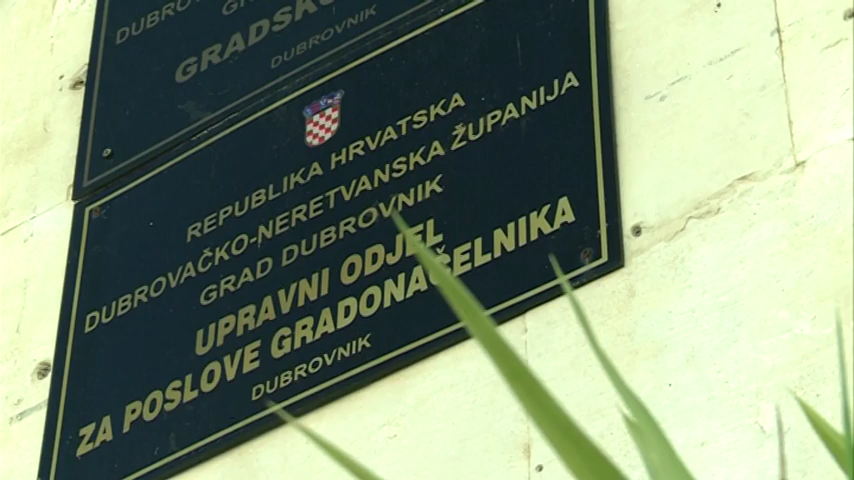 GRADSK
DUBROVNIK
REPUBLIKA HRVATSKA
DUBROVAČKO-NERETVANSKA ŽUPANIJA
GRAD DUBROVNIK
UPRAVNI ODJEL
ZA POSLOVE GRADONAČELNIKA
DUBROVNIK